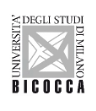 UNIVERSITÀ
DEGLI STUDI
DI MILANO
BICOCCA